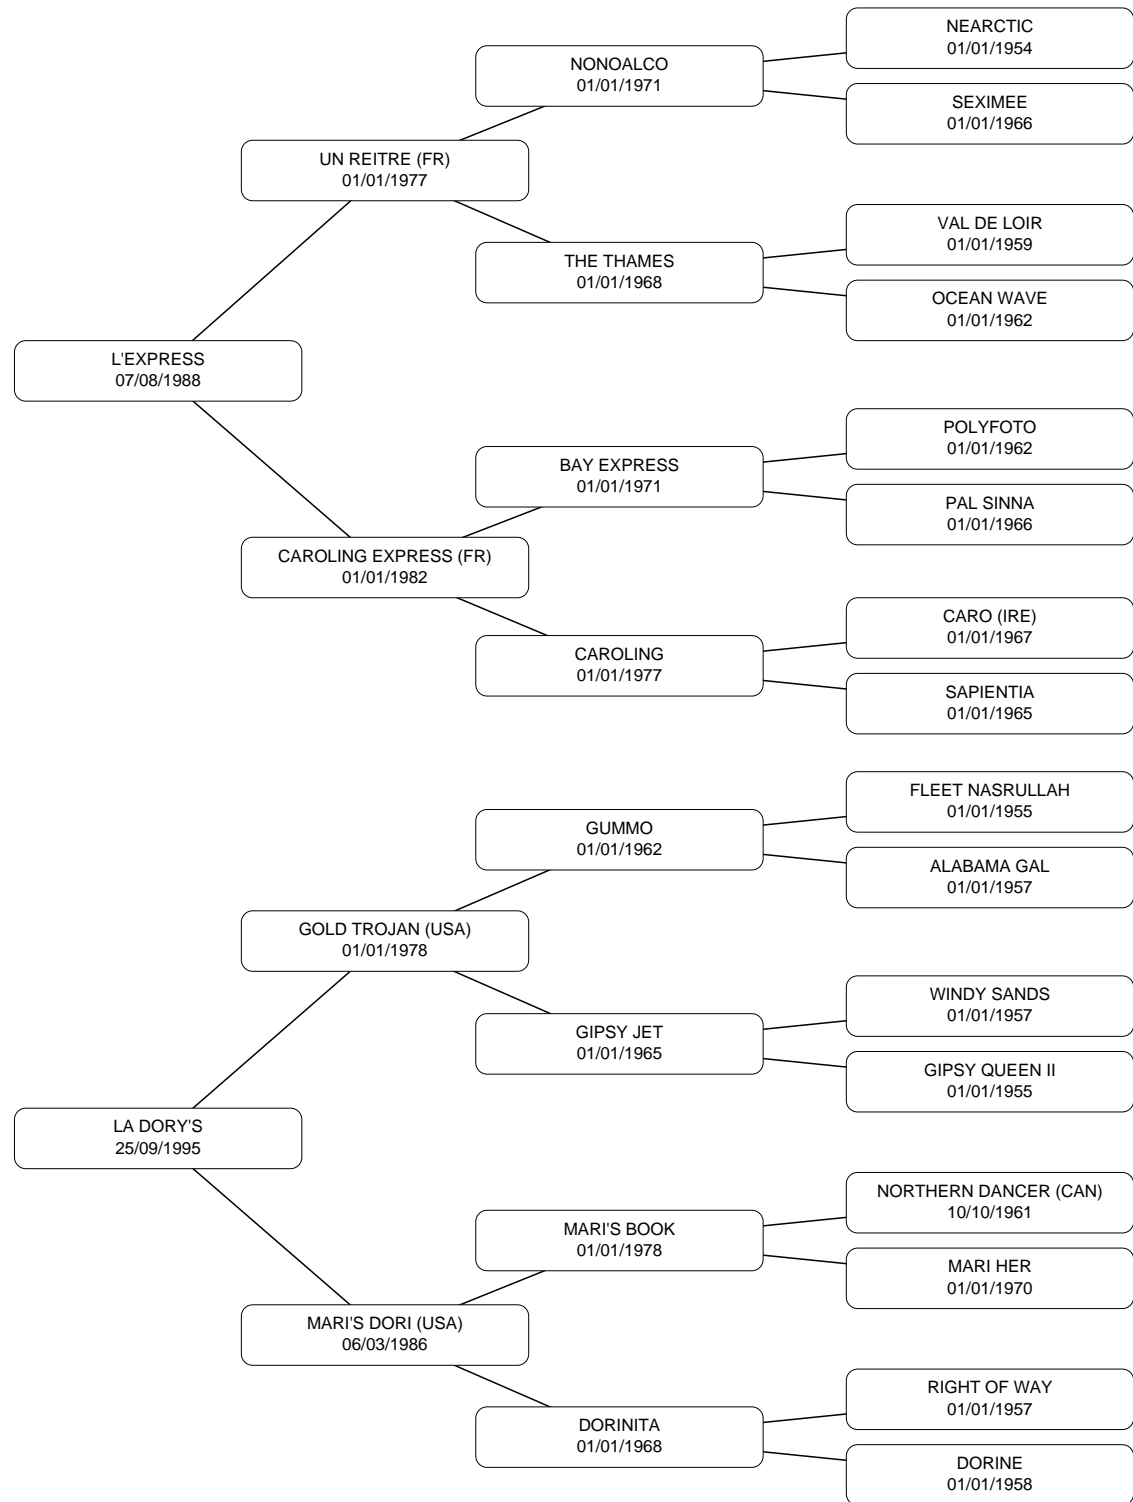 NEARCTIC
01/01/1954
NONOALCO
01/01/1971
SEXIMEE
01/01/1966
UN REITRE (FR)
01/01/1977
VAL DE LOIR
01/01/1959
THE THAMES
01/01/1968
OCEAN WAVE
01/01/1962
L'EXPRESS
07/08/1988
POLYFOTO
01/01/1962
BAY EXPRESS
01/01/1971
PAL SINNA
01/01/1966
CAROLING EXPRESS (FR)
01/01/1982
CARO (IRE)
01/01/1967
CAROLING
01/01/1977
SAPIENTIA
01/01/1965
FLEET NASRULLAH
01/01/1955
GUMMO
01/01/1962
ALABAMA GAL
01/01/1957
GOLD TROJAN (USA)
01/01/1978
WINDY SANDS
01/01/1957
GIPSY JET
01/01/1965
GIPSY QUEEN II
01/01/1955
LA DORY'S
25/09/1995
NORTHERN DANCER (CAN)
10/10/1961
MARI'S BOOK
01/01/1978
MARI HER
01/01/1970
MARI'S DORI (USA)
06/03/1986
RIGHT OF WAY
01/01/1957
DORINITA
01/01/1968
DORINE
01/01/1958